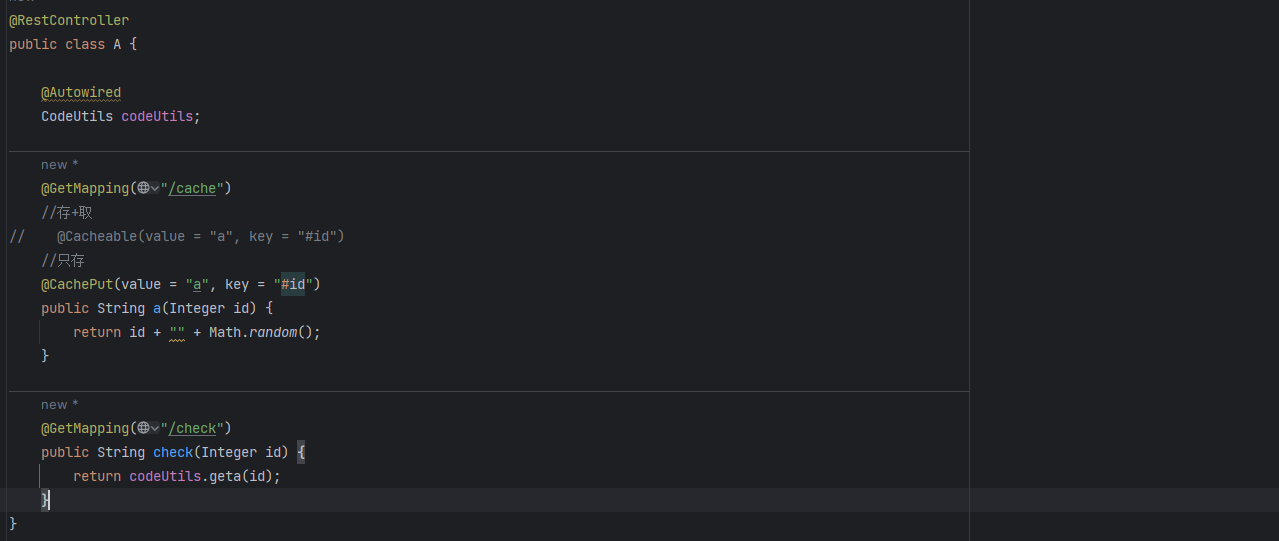 @RestController
public class A {
@Autowired
CodeUtils codeUtils;
new *
@GetMapping("/cache")
//存+取
//    @Cacheable(value = "a", key = "#id")
//只存
@CachePut(value = "a", key = "#id")
public String a(Integer id) {
return id + "" + Math.random();
}
new *
@GetMapping("/check")
public String check(Integer id) {
return codeUtils.geta(id);
}
}